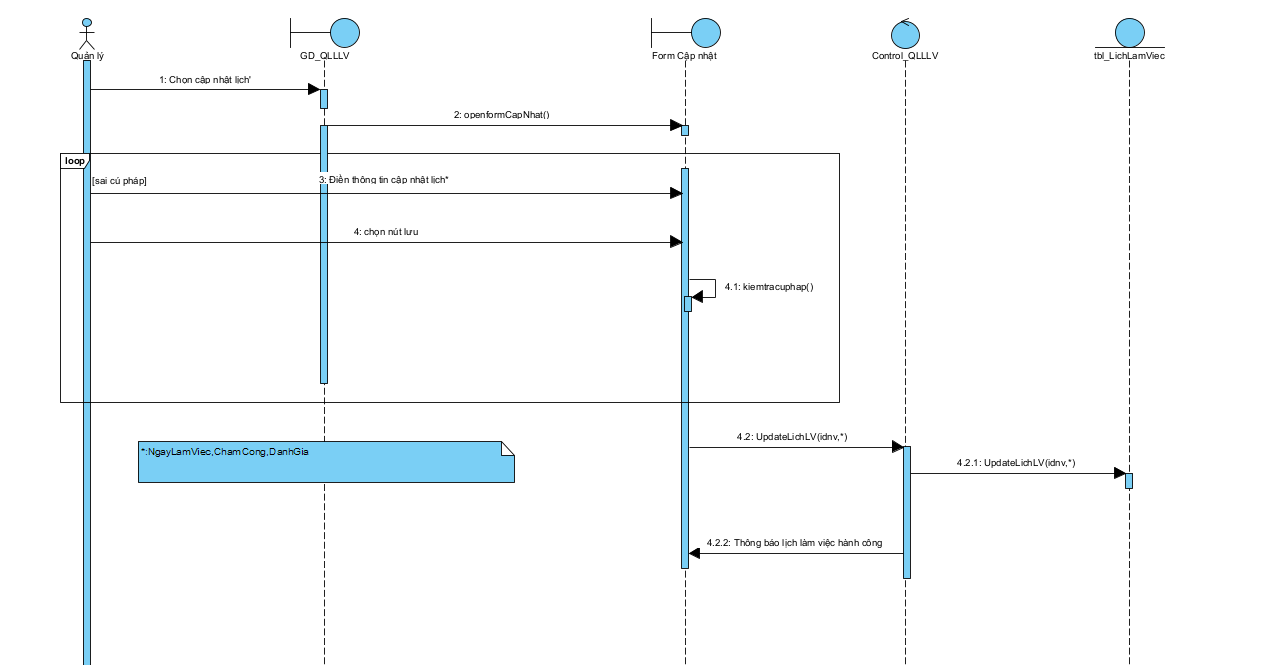 Quản lý
GD_QLLLV
Form Cập nhật
Control_QLLLV
tbl_LichLamViec
1: Chọn cập nhật lịch'
2: openformCapNhat()
loop
[sai cú pháp]
3: Điền thông tin cập nhật lịch*
4: chọn nút lưu
4.1: kiemtracuphap()
4.2: UpdateLichLV(idnv,*)
*:NgayLamViec,ChamCong,DanhGia
4.2.1: UpdateLichLV(idnv,*)
4.2.2: Thông báo lịch làm việc hành công